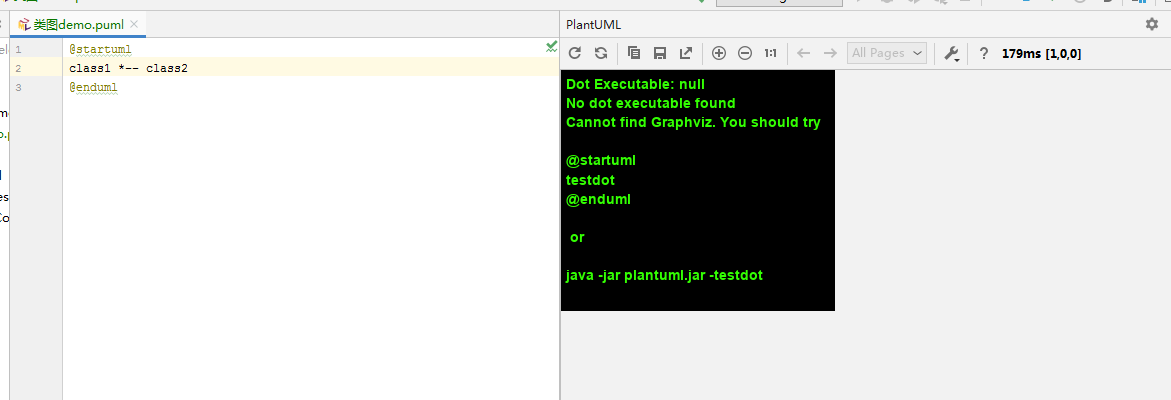 类图demo.puml
PlantUML
1 @startuml
2 class1 *-- class2
3 @enduml
1:1
All Pages
?
179ms [1,0,0]
Dot Executable: null
No dot executable found
Cannot find Graphviz. You should try
@startuml
testdot
@enduml
or
java -jar plantuml.jar -testdot